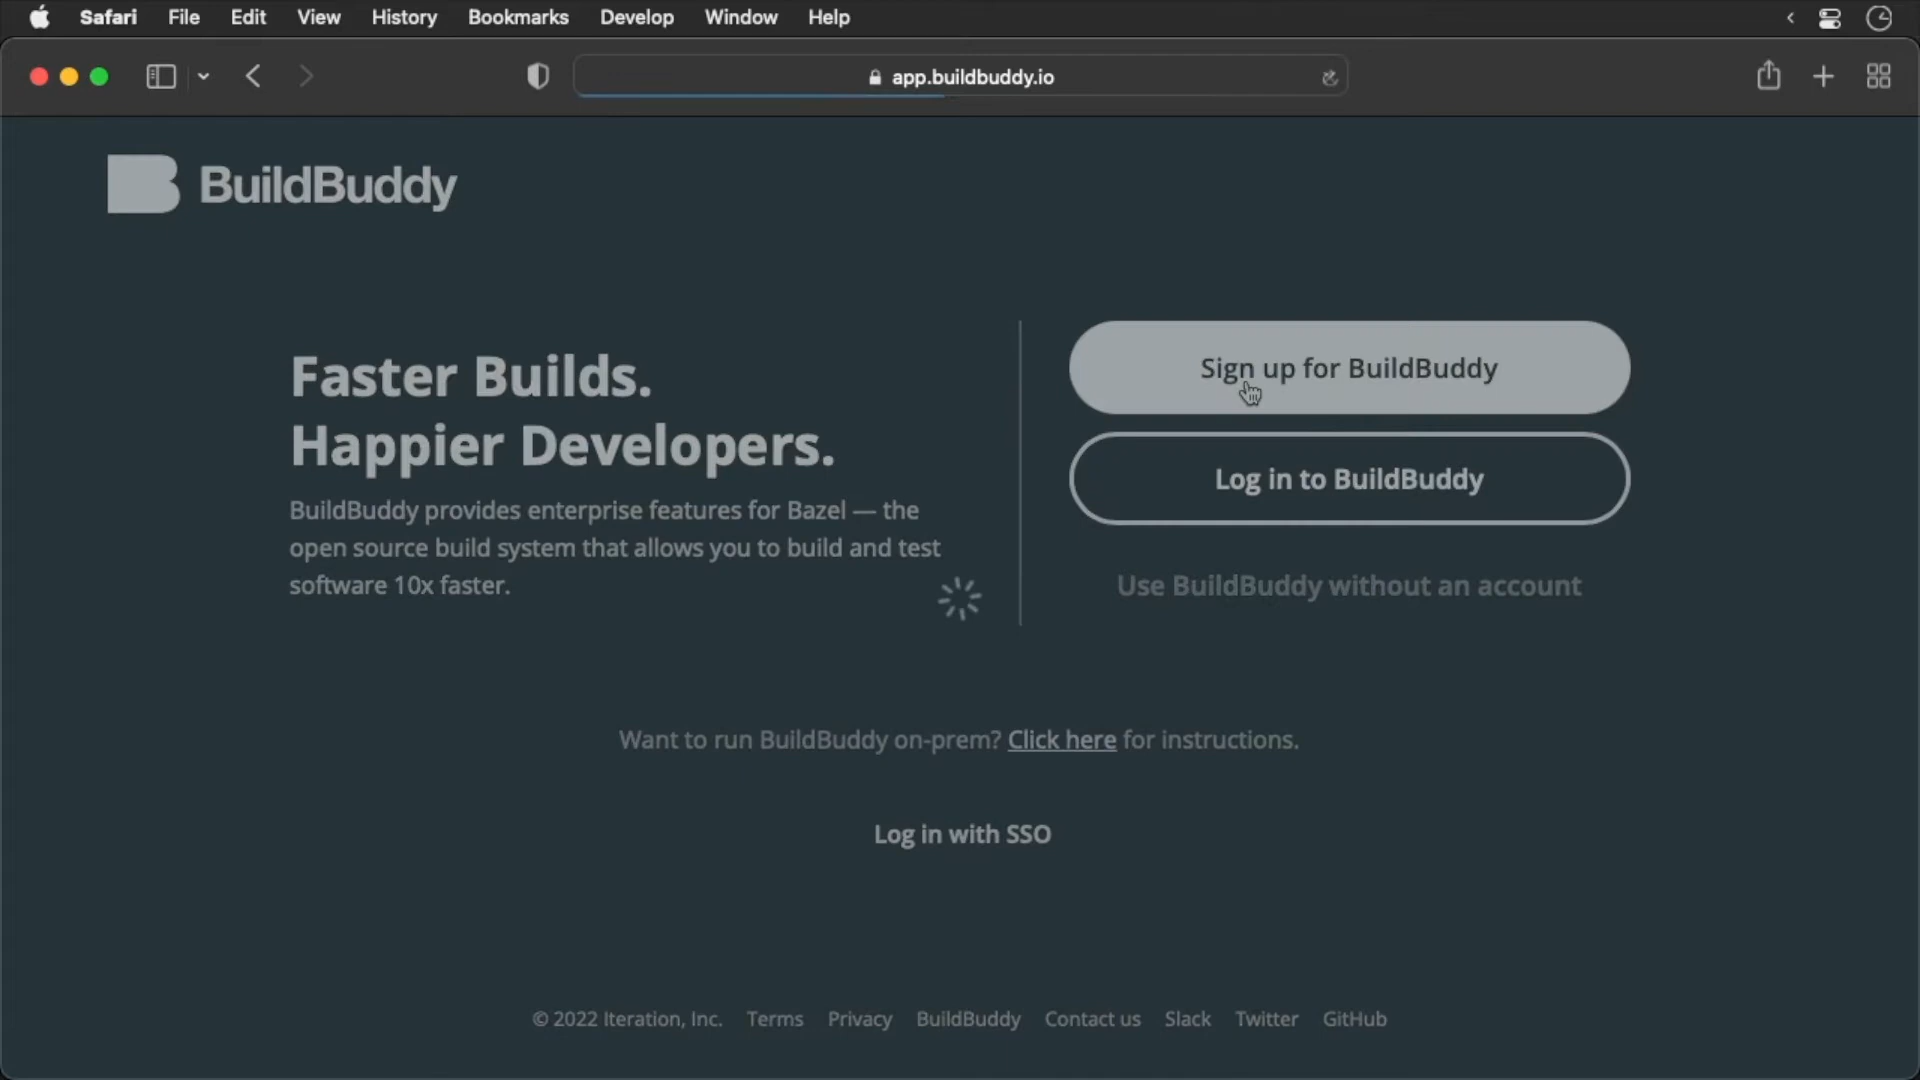 Safari File Edit View History Bookmarks Develop Window Help
app.buildbuddy.io
BuildBuddy
Faster Builds.
Happier Developers.
BuildBuddy provides enterprise features for Bazel — the
open source build system that allows you to build and test
software 10x faster.
Sign up for BuildBuddy
Log in to BuildBuddy
Use BuildBuddy without an account
Want to run BuildBuddy on-prem? Click here for instructions.
Log in with SSO
© 2022 Iteration, Inc. Terms Privacy BuildBuddy Contact us Slack Twitter GitHub